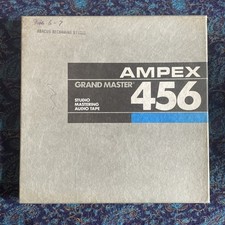 AMPEX
GRAND MASTER® 456
STUDIO
MASTERING
AUDIO TAPE